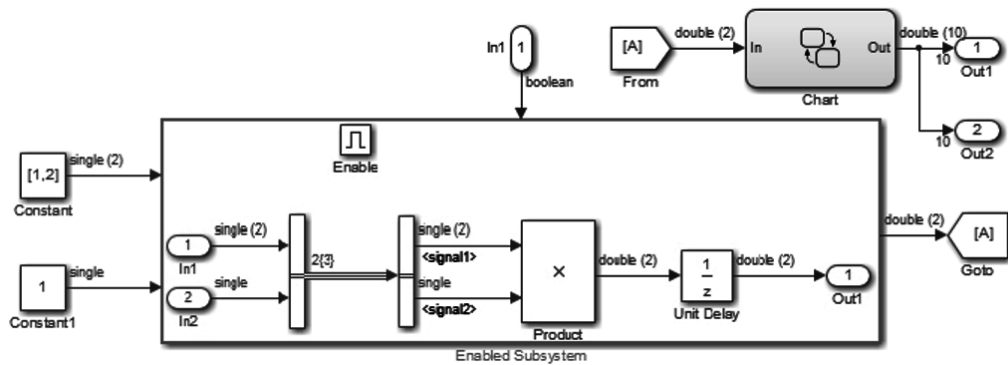 In1
1
boolean
[A]
From
double (2)
In
Out
Chart
double (10)
10
1
Out1
10
2
Out2
[1,2]
Constant
single (2)
1
Constant1
single
Enable
1
In1
single (2)
2
In2
single
2{3}
single (2)
<signal1>
single
<signal2>
×
Product
double (2)
1
z
Unit Delay
double (2)
1
Out1
double (2)
[A]
Goto
Enabled Subsystem